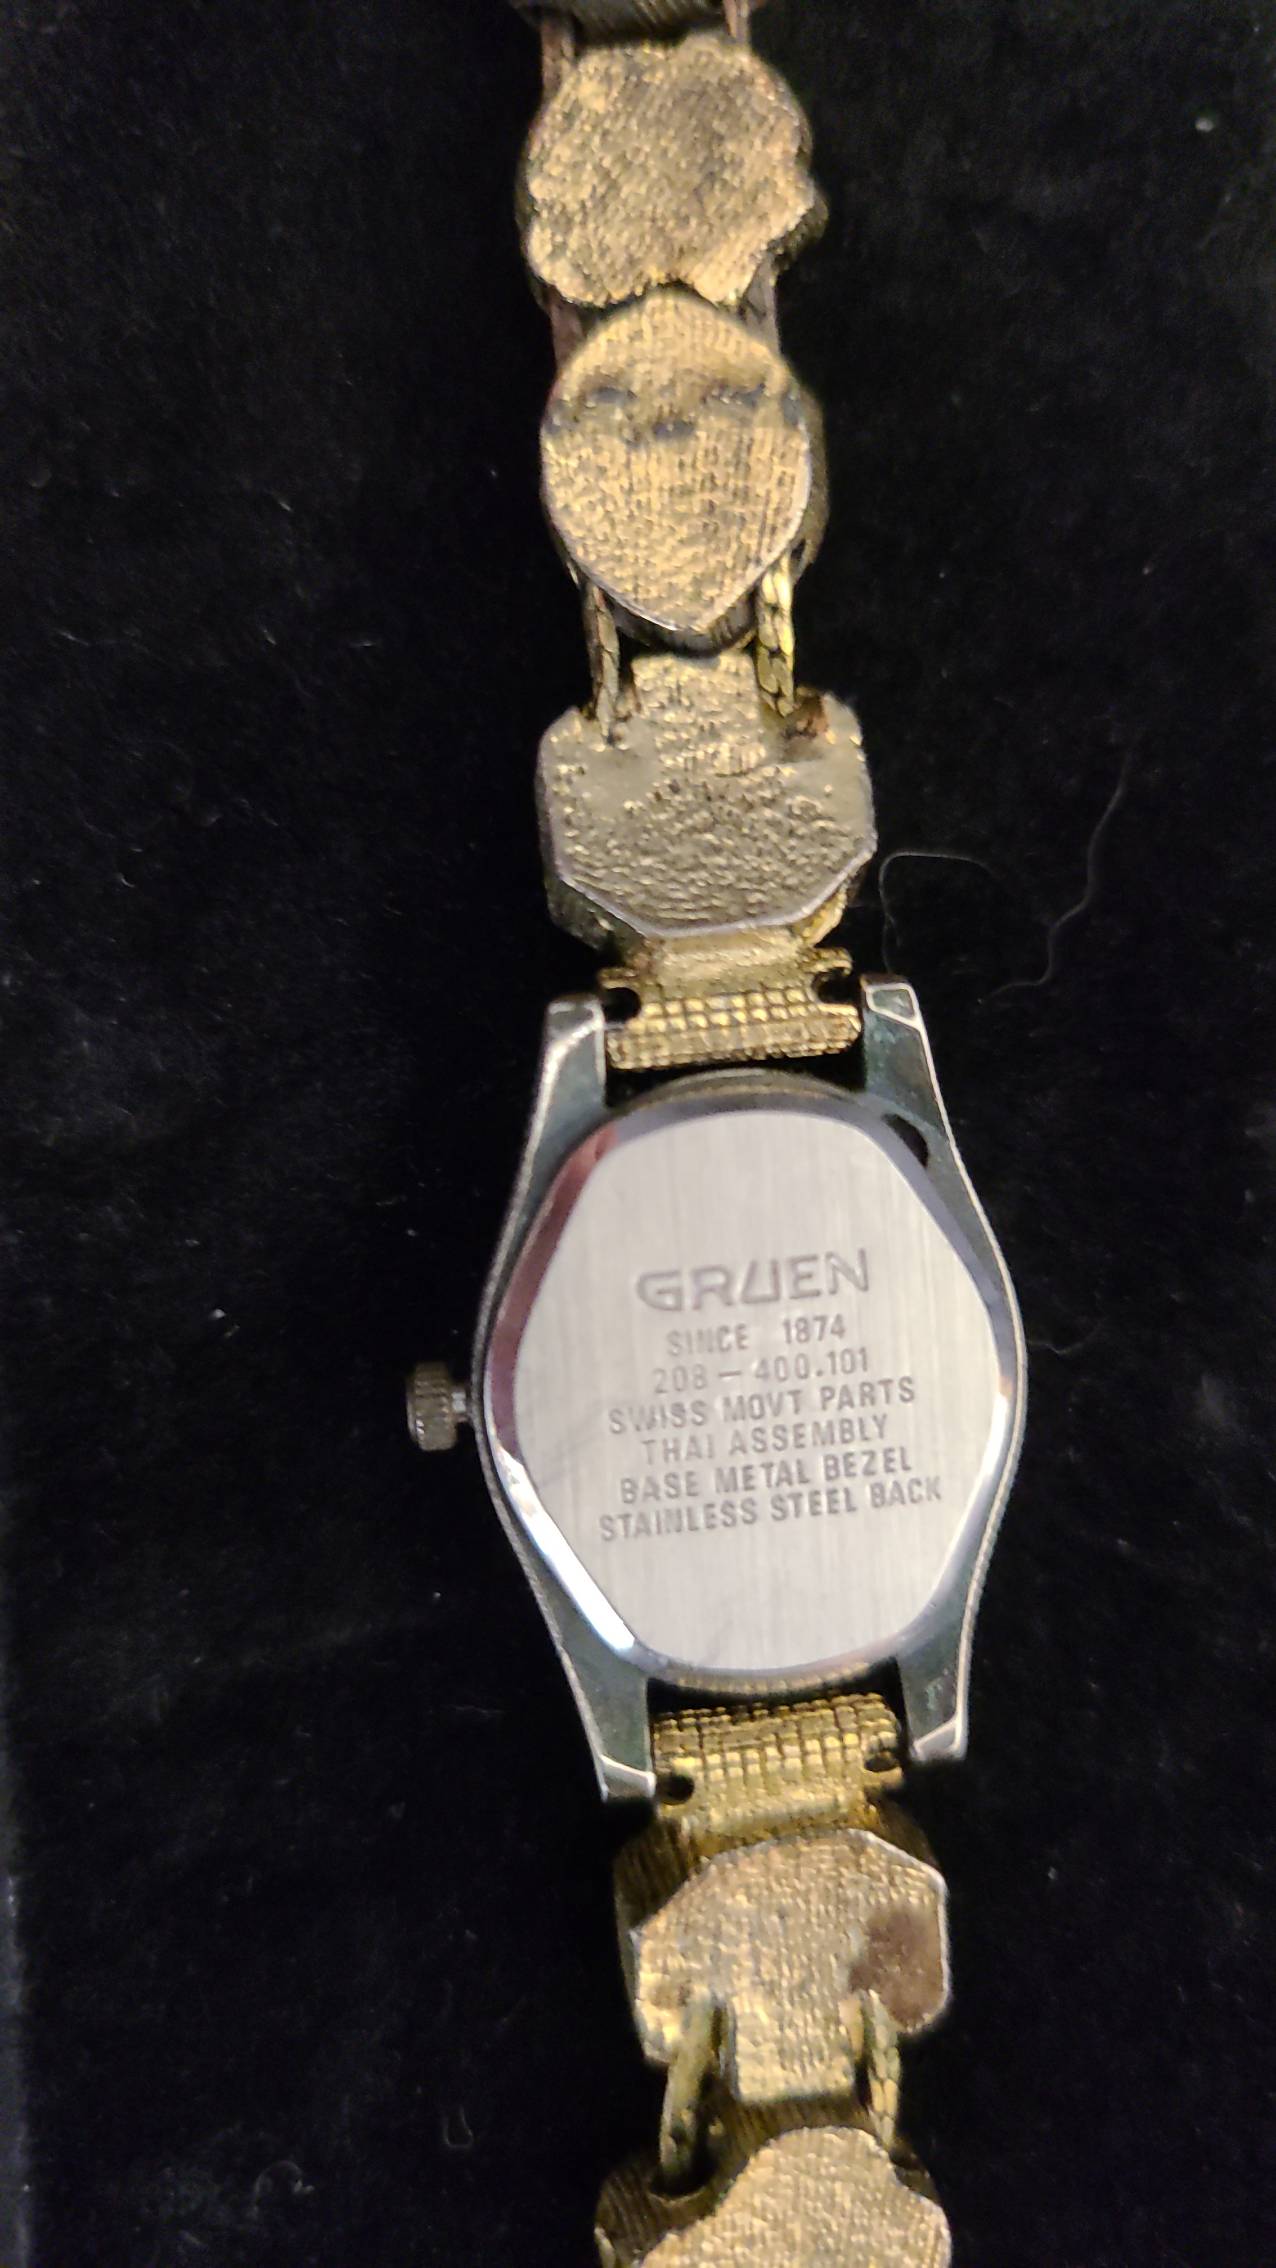 GRUEN
SINCE 1874
208-400.101
SWISS MOVT PARTS
THAI ASSEMBLY
BASE METAL BEZEL
STAINLESS STEEL BACK